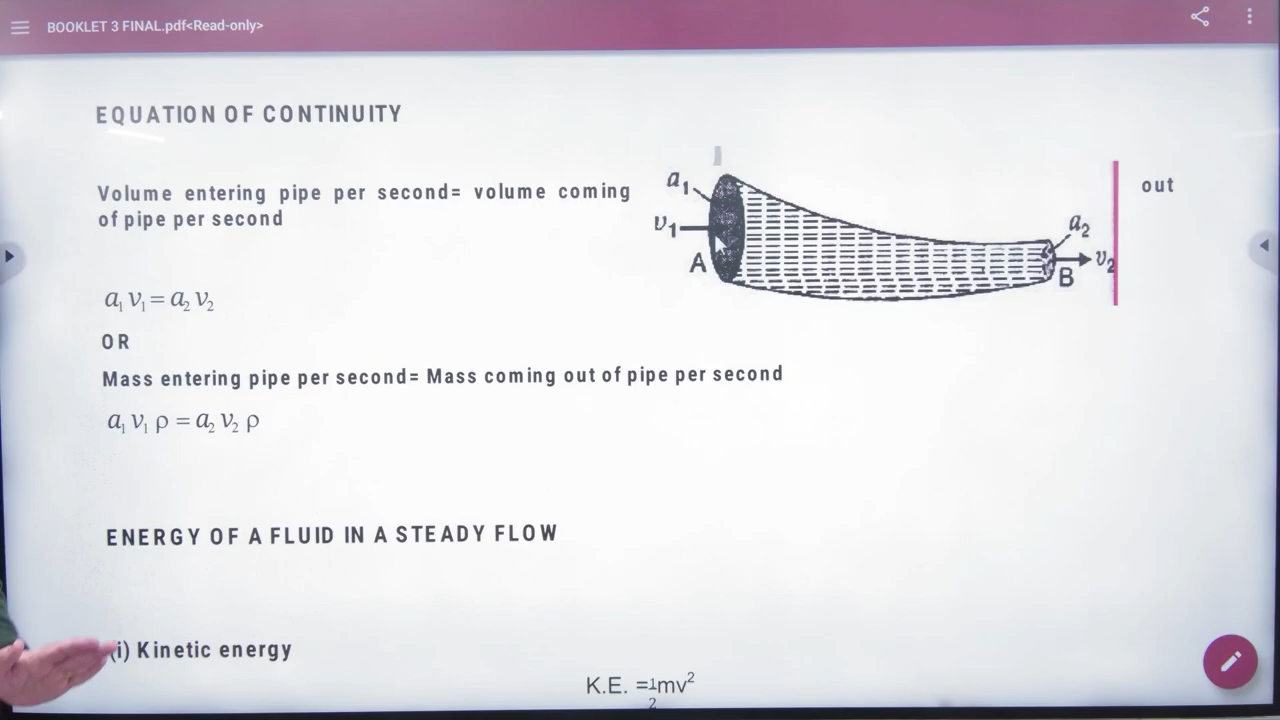 BOOKLET 3 FINAL.pdf<Read-only>
EQUATION OF CONTINUITY
Volume entering pipe per second= volume coming out
of pipe per second
a₁
v₁
A
a₂
v₂
B
a₁ v₁ = a₂ v₂
OR
Mass entering pipe per second= Mass coming out of pipe per second
a₁ v₁ ρ = a₂ v₂ ρ
ENERGY OF A FLUID IN A STEADY FLOW
(i) Kinetic energy
K.E. =½mv²